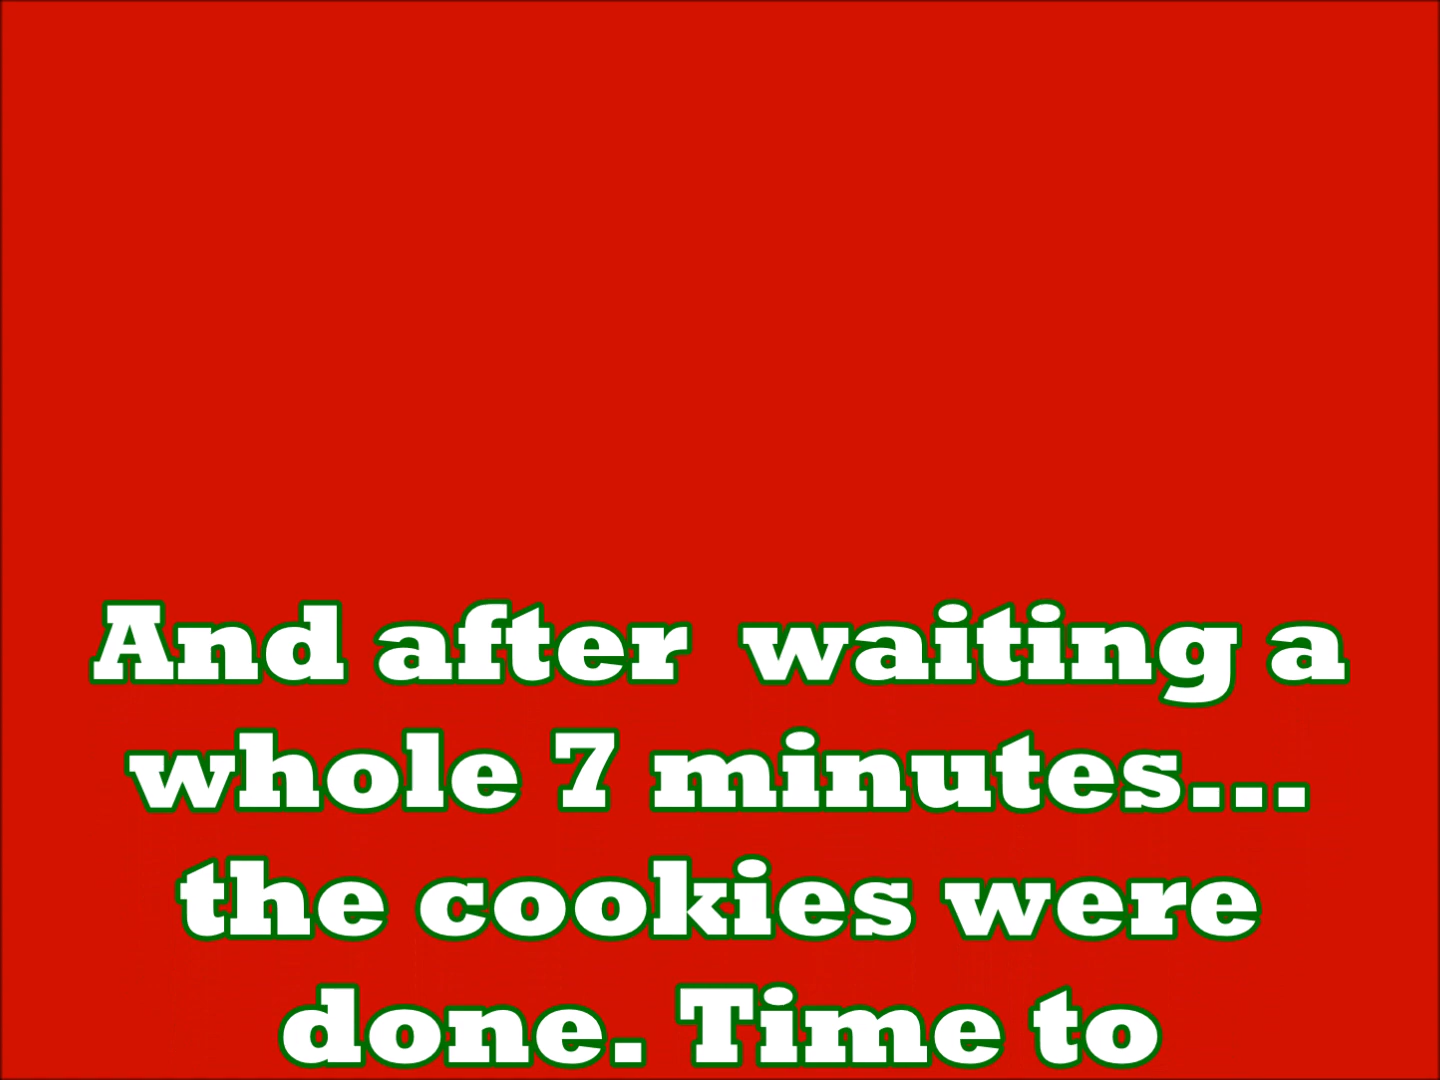 And after  waiting a
whole 7 minutes...
the cookies were
done. Time to